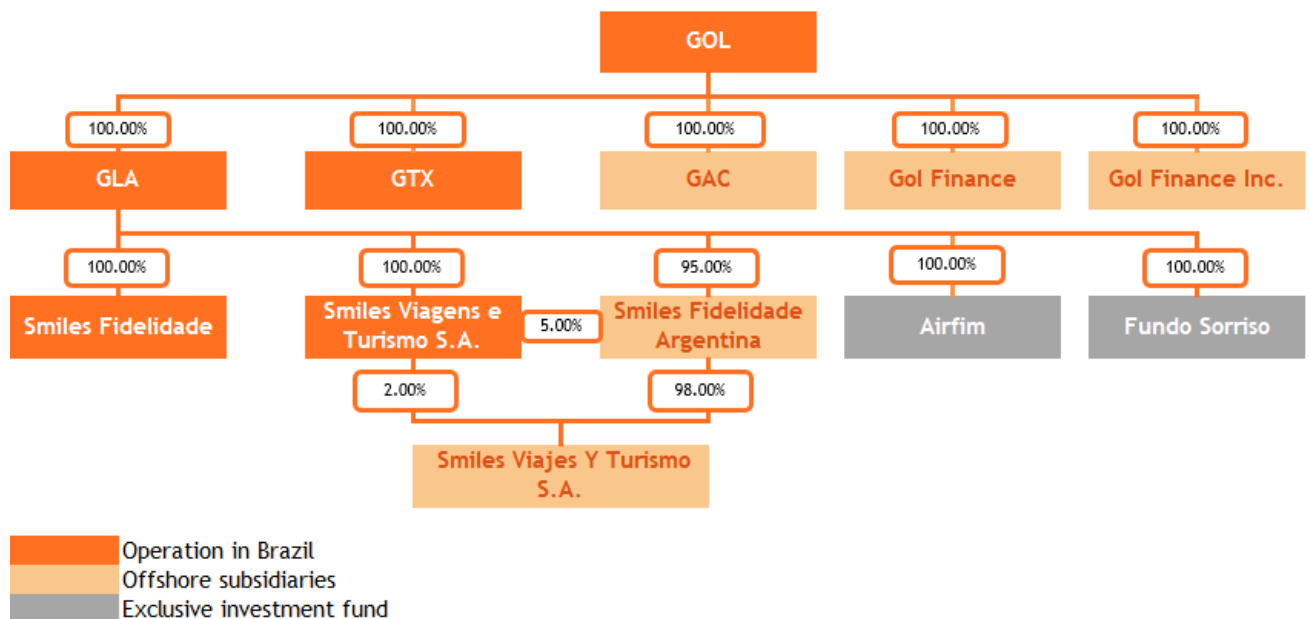 GOL
100.00%
100.00%
100.00%
100.00%
100.00%
GLA
GTX
GAC
Gol Finance
Gol Finance Inc.
100.00%
100.00%
95.00%
100.00%
100.00%
Smiles Fidelidade
Smiles Viagens e
Turismo S.A.
5.00%
Smiles Fidelidade
Argentina
Airfim
Fundo Sorriso
2.00%
98.00%
Smiles Viajes Y Turismo
S.A.
Operation in Brazil
Offshore subsidiaries
Exclusive investment fund